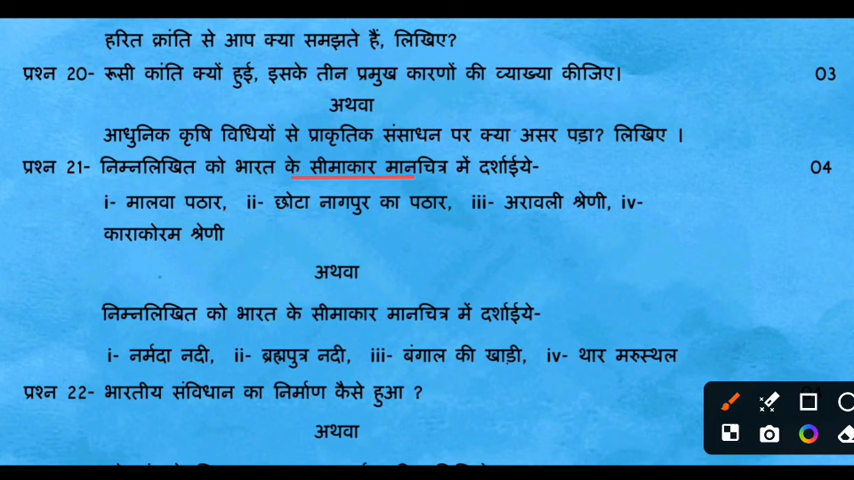 हरित क्रांति से आप क्या समझते हैं, लिखिए?
प्रश्न 20- रूसी कांति क्यों हुई, इसके तीन प्रमुख कारणों की व्याख्या कीजिए। 03
अथवा
आधुनिक कृषि विधियों से प्राकृतिक संसाधन पर क्या असर पड़ा? लिखिए ।
प्रश्न 21- निम्नलिखित को भारत के सीमाकार मानचित्र में दर्शाईये- 04
i- मालवा पठार, ii- छोटा नागपुर का पठार, iii- अरावली श्रेणी, iv-
काराकोरम श्रेणी
अथवा
निम्नलिखित को भारत के सीमाकार मानचित्र में दर्शाईये-
i- नर्मदा नदी, ii- ब्रह्मपुत्र नदी, iii- बंगाल की खाड़ी, iv- थार मरुस्थल
प्रश्न 22- भारतीय संविधान का निर्माण कैसे हुआ ?
अथवा